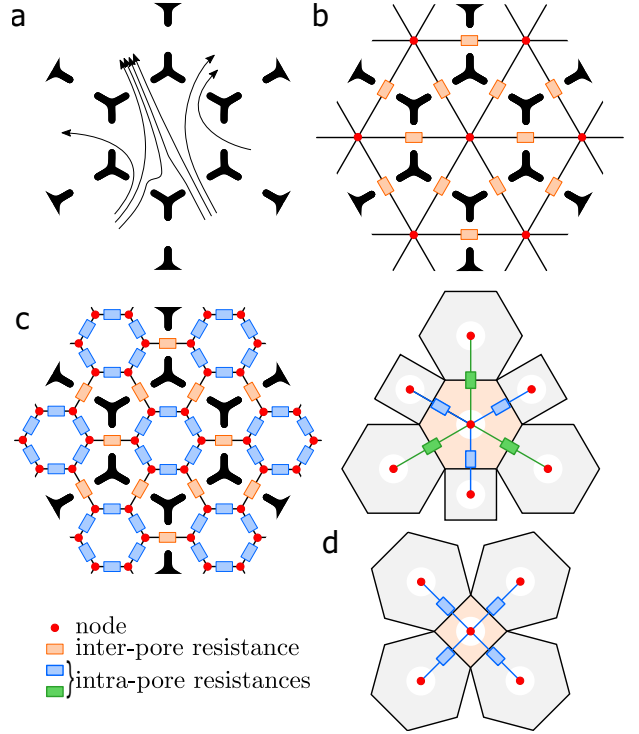 a
b
c
d
node
inter-pore resistance
intra-pore resistances